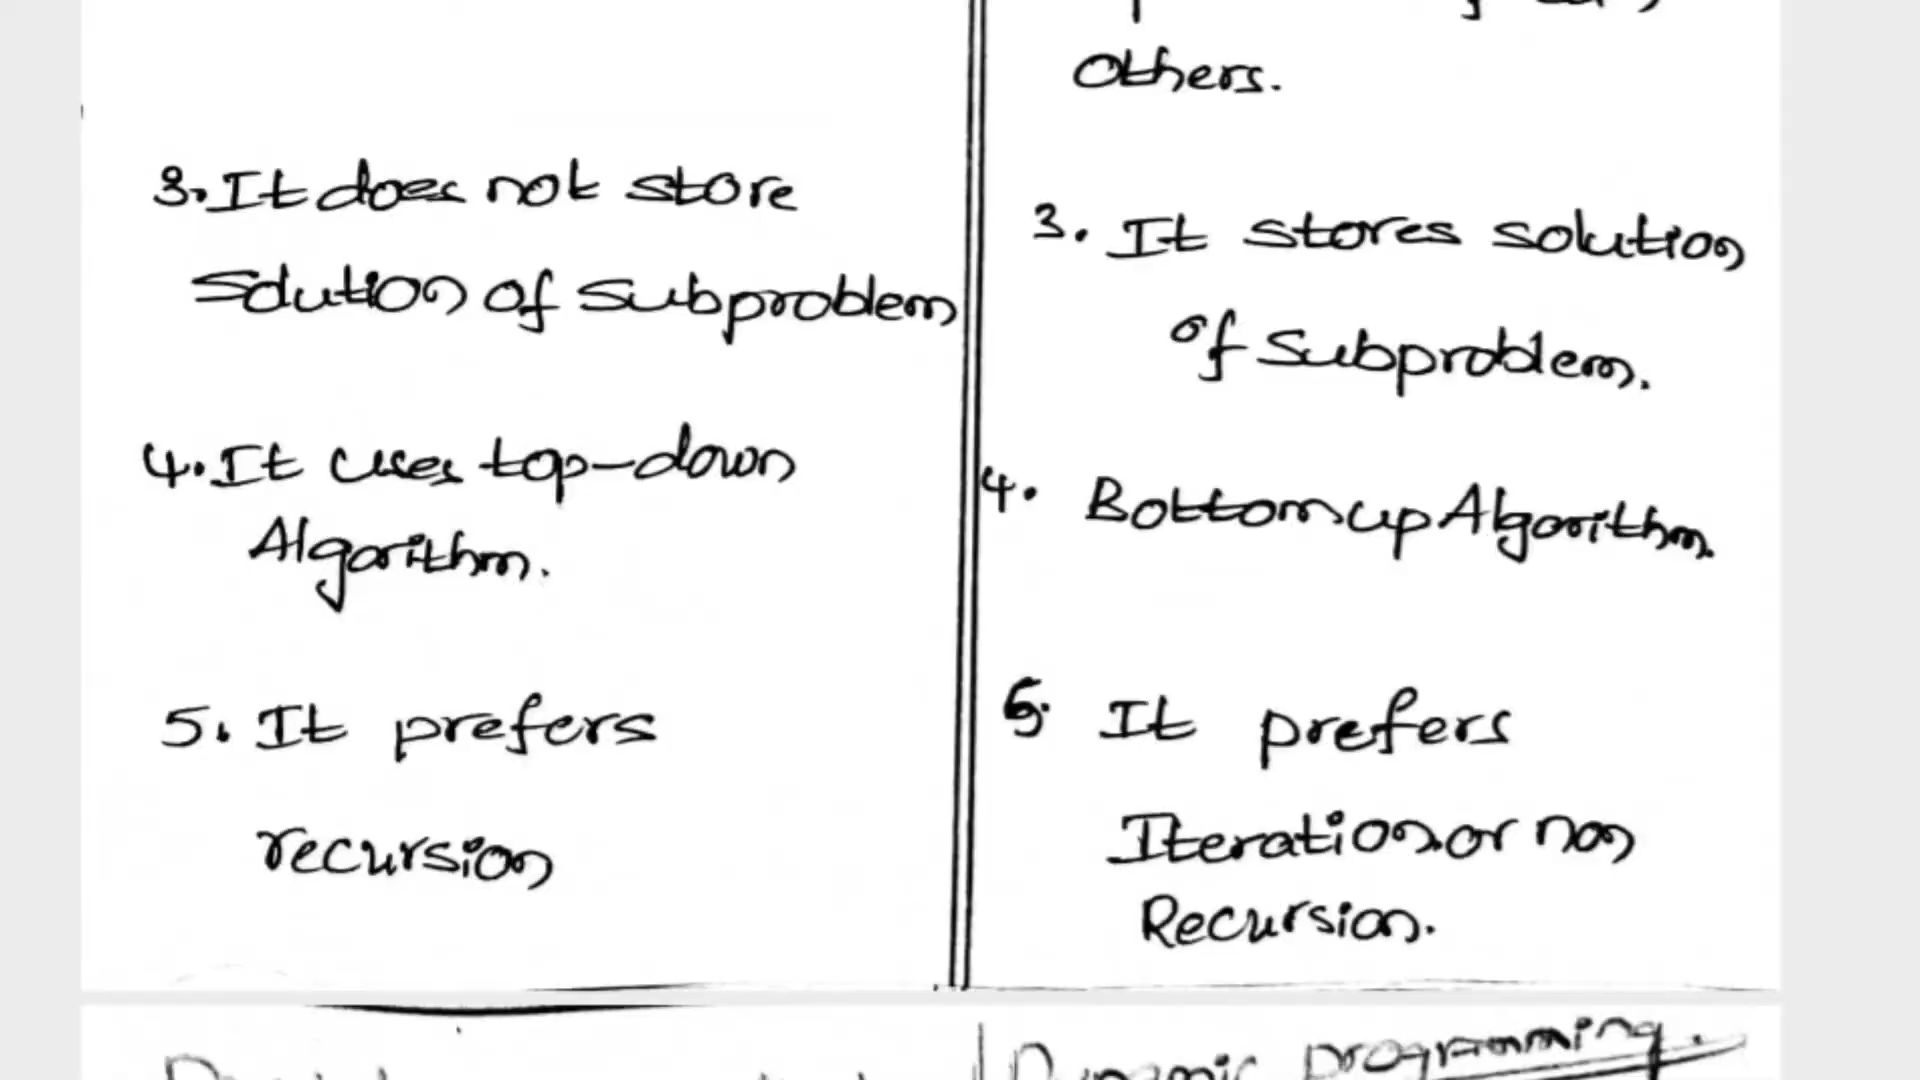 others.
3. It does not store
Solution of Subproblem
4. It uses top-down
Algorithm.
5. It prefers
recursion
3. It stores solution
of Subproblem.
4. Bottom up Algorithm.
5. It prefers
Iteration or non
Recursion.
Dynamic programming.